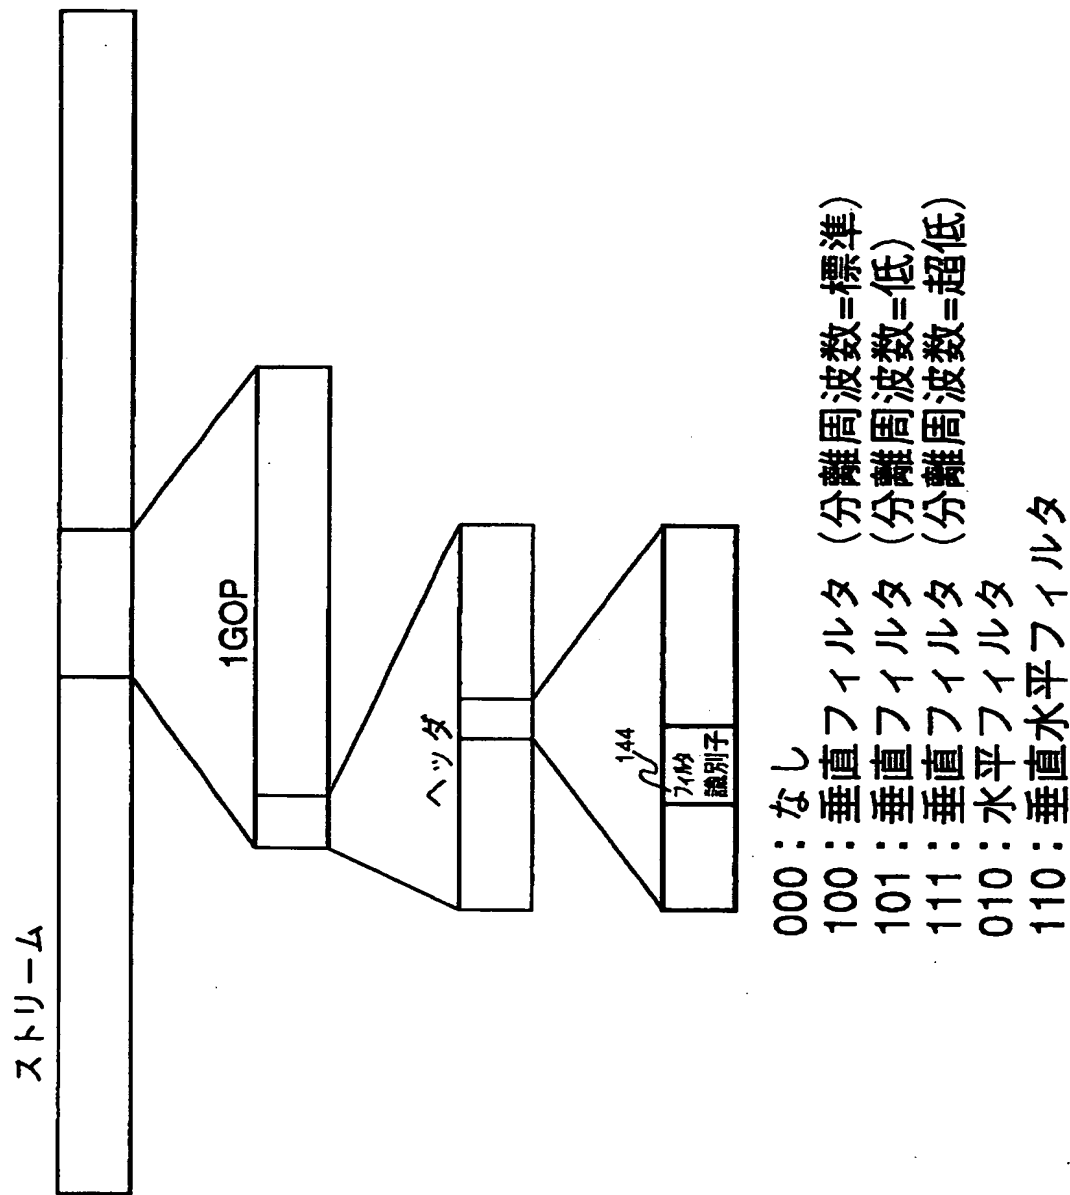 ストリーム
1GOP
ヘッダ
144
フィルタ
識別子
000：なし
100：垂直フィルタ (分離周波数=標準)
101：垂直フィルタ (分離周波数=低)
111：垂直フィルタ (分離周波数=超低)
010：水平フィルタ
110：垂直水平フィルタ